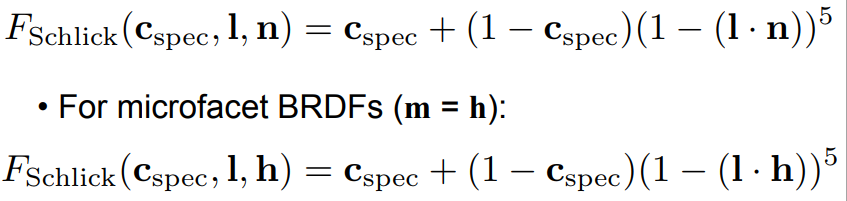 F_Schlick(c_spec, l, n) = c_spec + (1 − c_spec)(1 − (l · n))^5
• For microfacet BRDFs (m = h):
F_Schlick(c_spec, l, h) = c_spec + (1 − c_spec)(1 − (l · h))^5